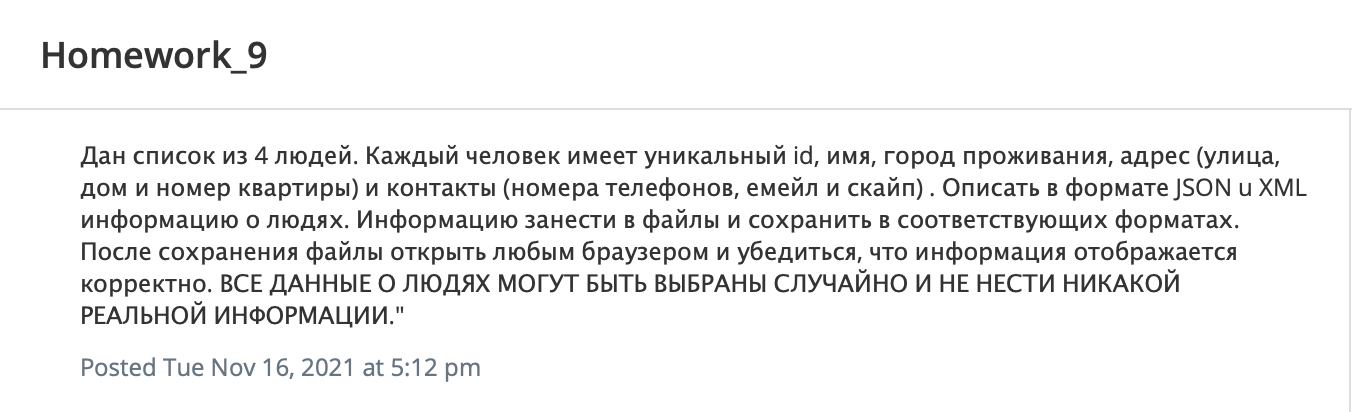 Homework_9
Дан список из 4 людей. Каждый человек имеет уникальный id, имя, город проживания, адрес (улица,
дом и номер квартиры) и контакты (номера телефонов, емейл и скайп) . Описать в формате JSON и XML
информацию о людях. Информацию занести в файлы и сохранить в соответствующих форматах.
После сохранения файлы открыть любым браузером и убедиться, что информация отображается
корректно. ВСЕ ДАННЫЕ О ЛЮДЯХ МОГУТ БЫТЬ ВЫБРАНЫ СЛУЧАЙНО И НЕ НЕСТИ НИКАКОЙ
РЕАЛЬНОЙ ИНФОРМАЦИИ."
Posted Tue Nov 16, 2021 at 5:12 pm